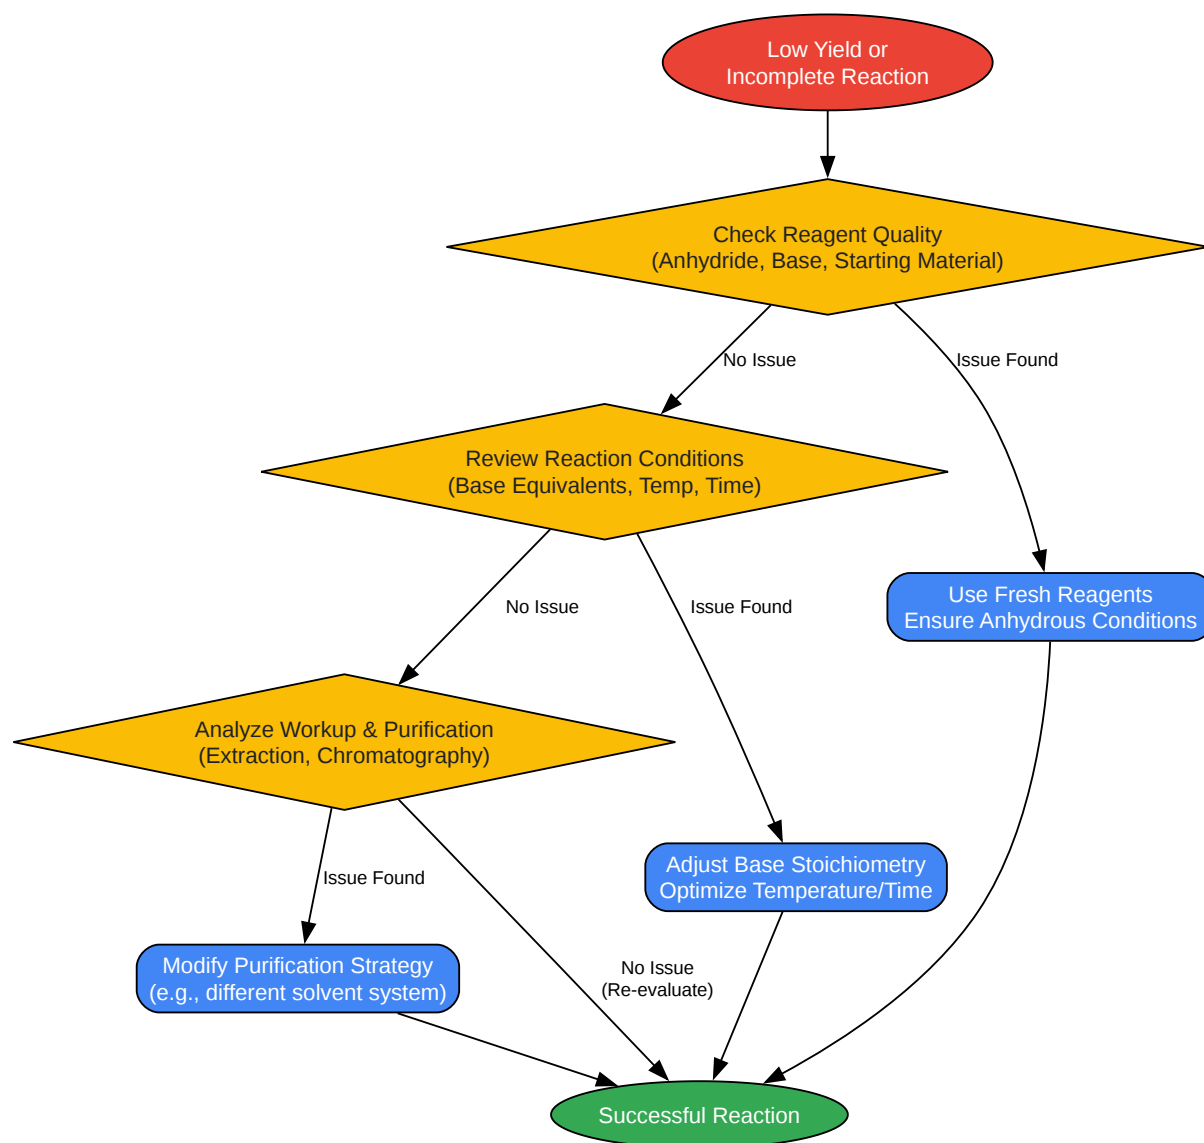 Low Yield or
Incomplete Reaction
Check Reagent Quality
(Anhydride, Base, Starting Material)
No Issue
Issue Found
Review Reaction Conditions
(Base Equivalents, Temp, Time)
No Issue
Issue Found
Use Fresh Reagents
Ensure Anhydrous Conditions
Analyze Workup & Purification
(Extraction, Chromatography)
Issue Found
Adjust Base Stoichiometry
Optimize Temperature/Time
No Issue
(Re-evaluate)
Modify Purification Strategy
(e.g., different solvent system)
Successful Reaction